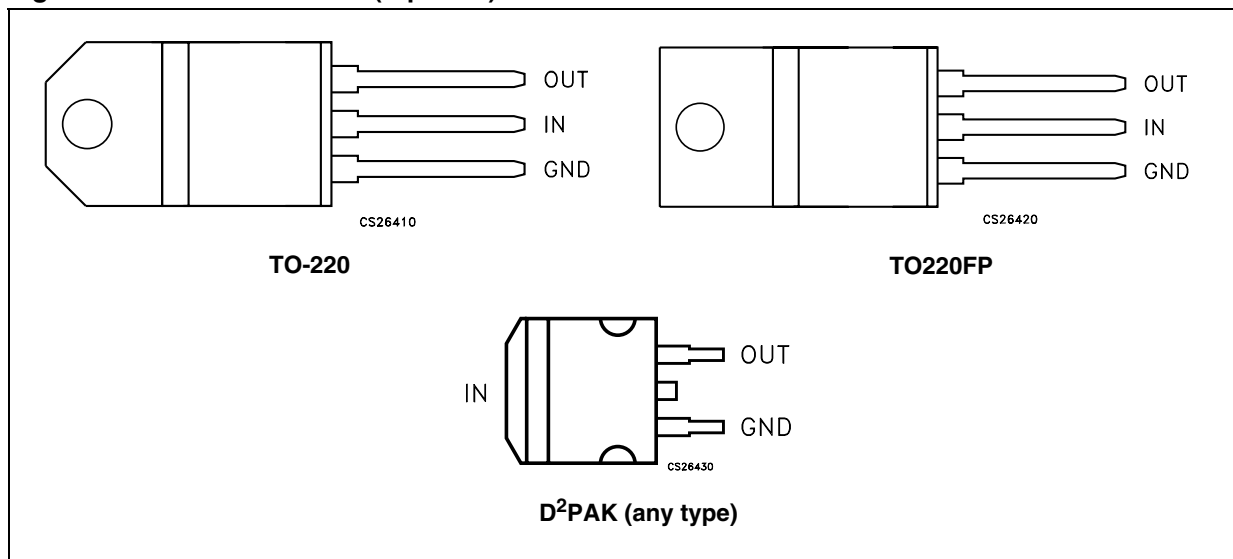 OUT
IN
GND
CS26410
TO-220
OUT
IN
GND
CS26420
TO220FP
IN
OUT
GND
CS26430
D²PAK (any type)